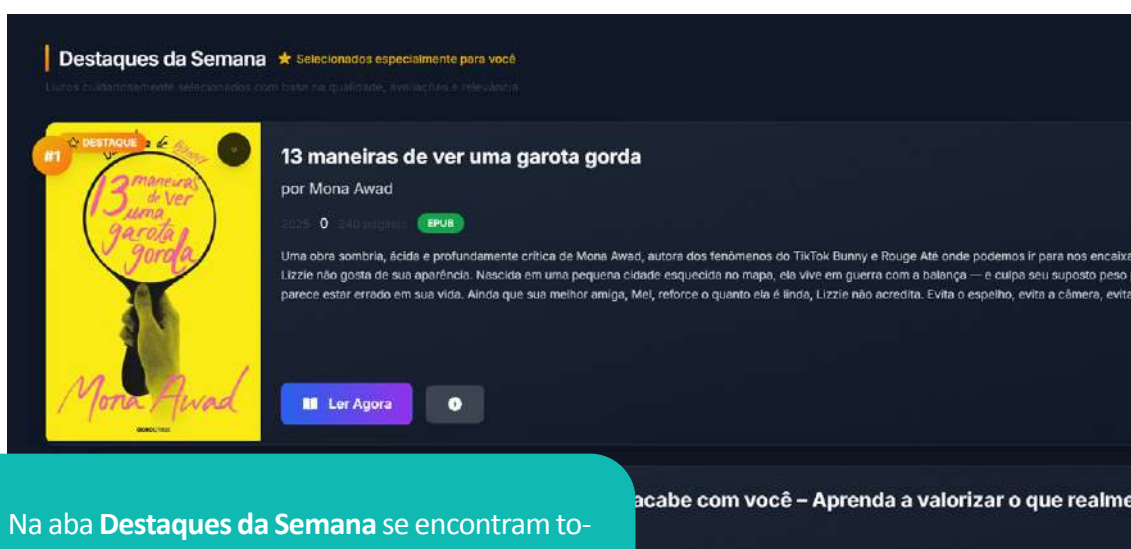 Destaques da Semana ★ Selecionados especialmente para você
Livros cuidadosamente selecionados com base na qualidade, avaliações e relevância
#1
DESTAQUE
de Bunny
13 maneiras
de ver
uma
garota
gorda
Mona Awad
13 maneiras de ver uma garota gorda
por Mona Awad
2025 0 240 páginas EPUB
Uma obra sombria, ácida e profundamente crítica de Mona Awad, autora dos fenômenos do TikTok Bunny e Rouge Até onde podemos ir para nos encaixa
Lizzie não gosta de sua aparência. Nascida em uma pequena cidade esquecida no mapa, ela vive em guerra com a balança — e culpa seu suposto peso
parece estar errado em sua vida. Ainda que sua melhor amiga, Mel, reforce o quanto ela é linda, Lizzie não acredita. Evita o espelho, evita a câmera, evita
Ler Agora
acabe com você – Aprenda a valorizar o que realme
Na aba Destaques da Semana se encontram to-